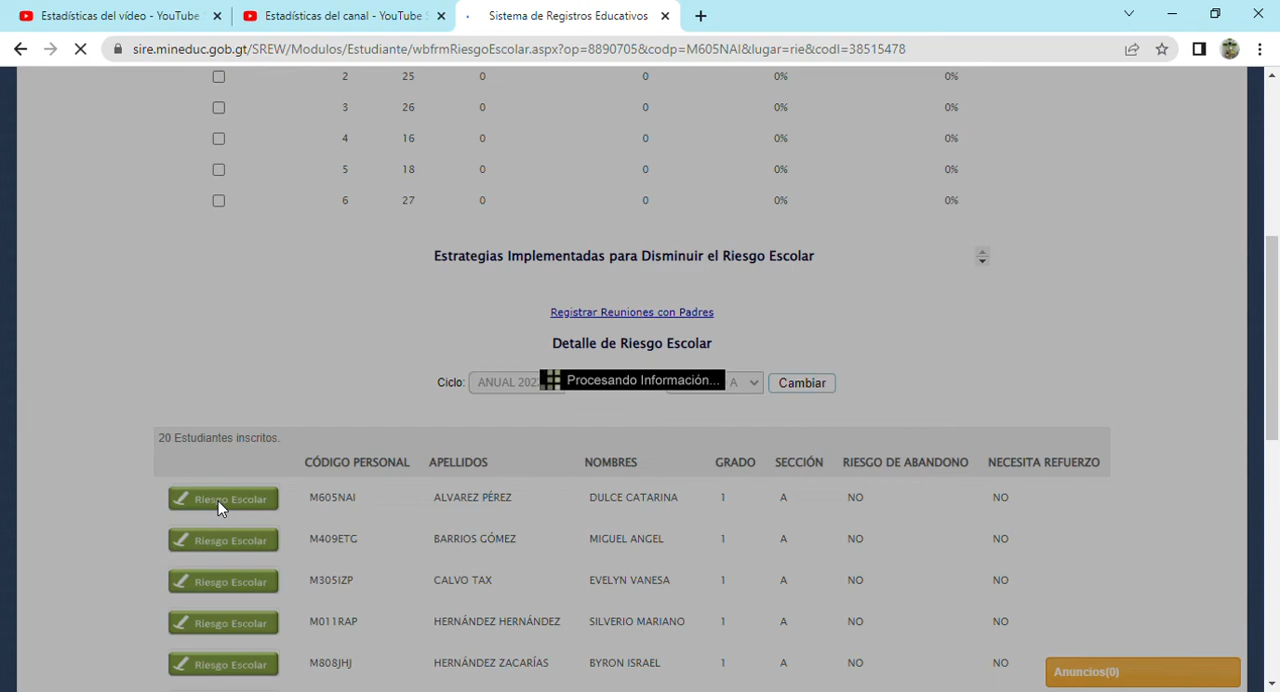 Estadísticas del vídeo - YouTube
Estadísticas del canal - YouTube S
Sistema de Registros Educativos
sire.mineduc.gob.gt/SREW/Modulos/Estudiante/wbfrmRiesgoEscolar.aspx?op=8890705&codp=M605NAI&lugar=rie&codI=38515478
2 25 0 0 0% 0%
3 26 0 0 0% 0%
4 16 0 0 0% 0%
5 18 0 0 0% 0%
6 27 0 0 0% 0%
Estrategias Implementadas para Disminuir el Riesgo Escolar
Registrar Reuniones con Padres
Detalle de Riesgo Escolar
Ciclo: ANUAL 202 Procesando Información... A Cambiar
20 Estudiantes inscritos.
CÓDIGO PERSONAL APELLIDOS NOMBRES GRADO SECCIÓN RIESGO DE ABANDONO NECESITA REFUERZO
Riesgo Escolar M605NAI ALVAREZ PÉREZ DULCE CATARINA 1 A NO NO
Riesgo Escolar M409ETG BARRIOS GÓMEZ MIGUEL ANGEL 1 A NO NO
Riesgo Escolar M305IZP CALVO TAX EVELYN VANESA 1 A NO NO
Riesgo Escolar M011RAP HERNÁNDEZ HERNÁNDEZ SILVERIO MARIANO 1 A NO NO
Riesgo Escolar M808JHJ HERNÁNDEZ ZACARÍAS BYRON ISRAEL 1 A NO NO
Anuncios(0)